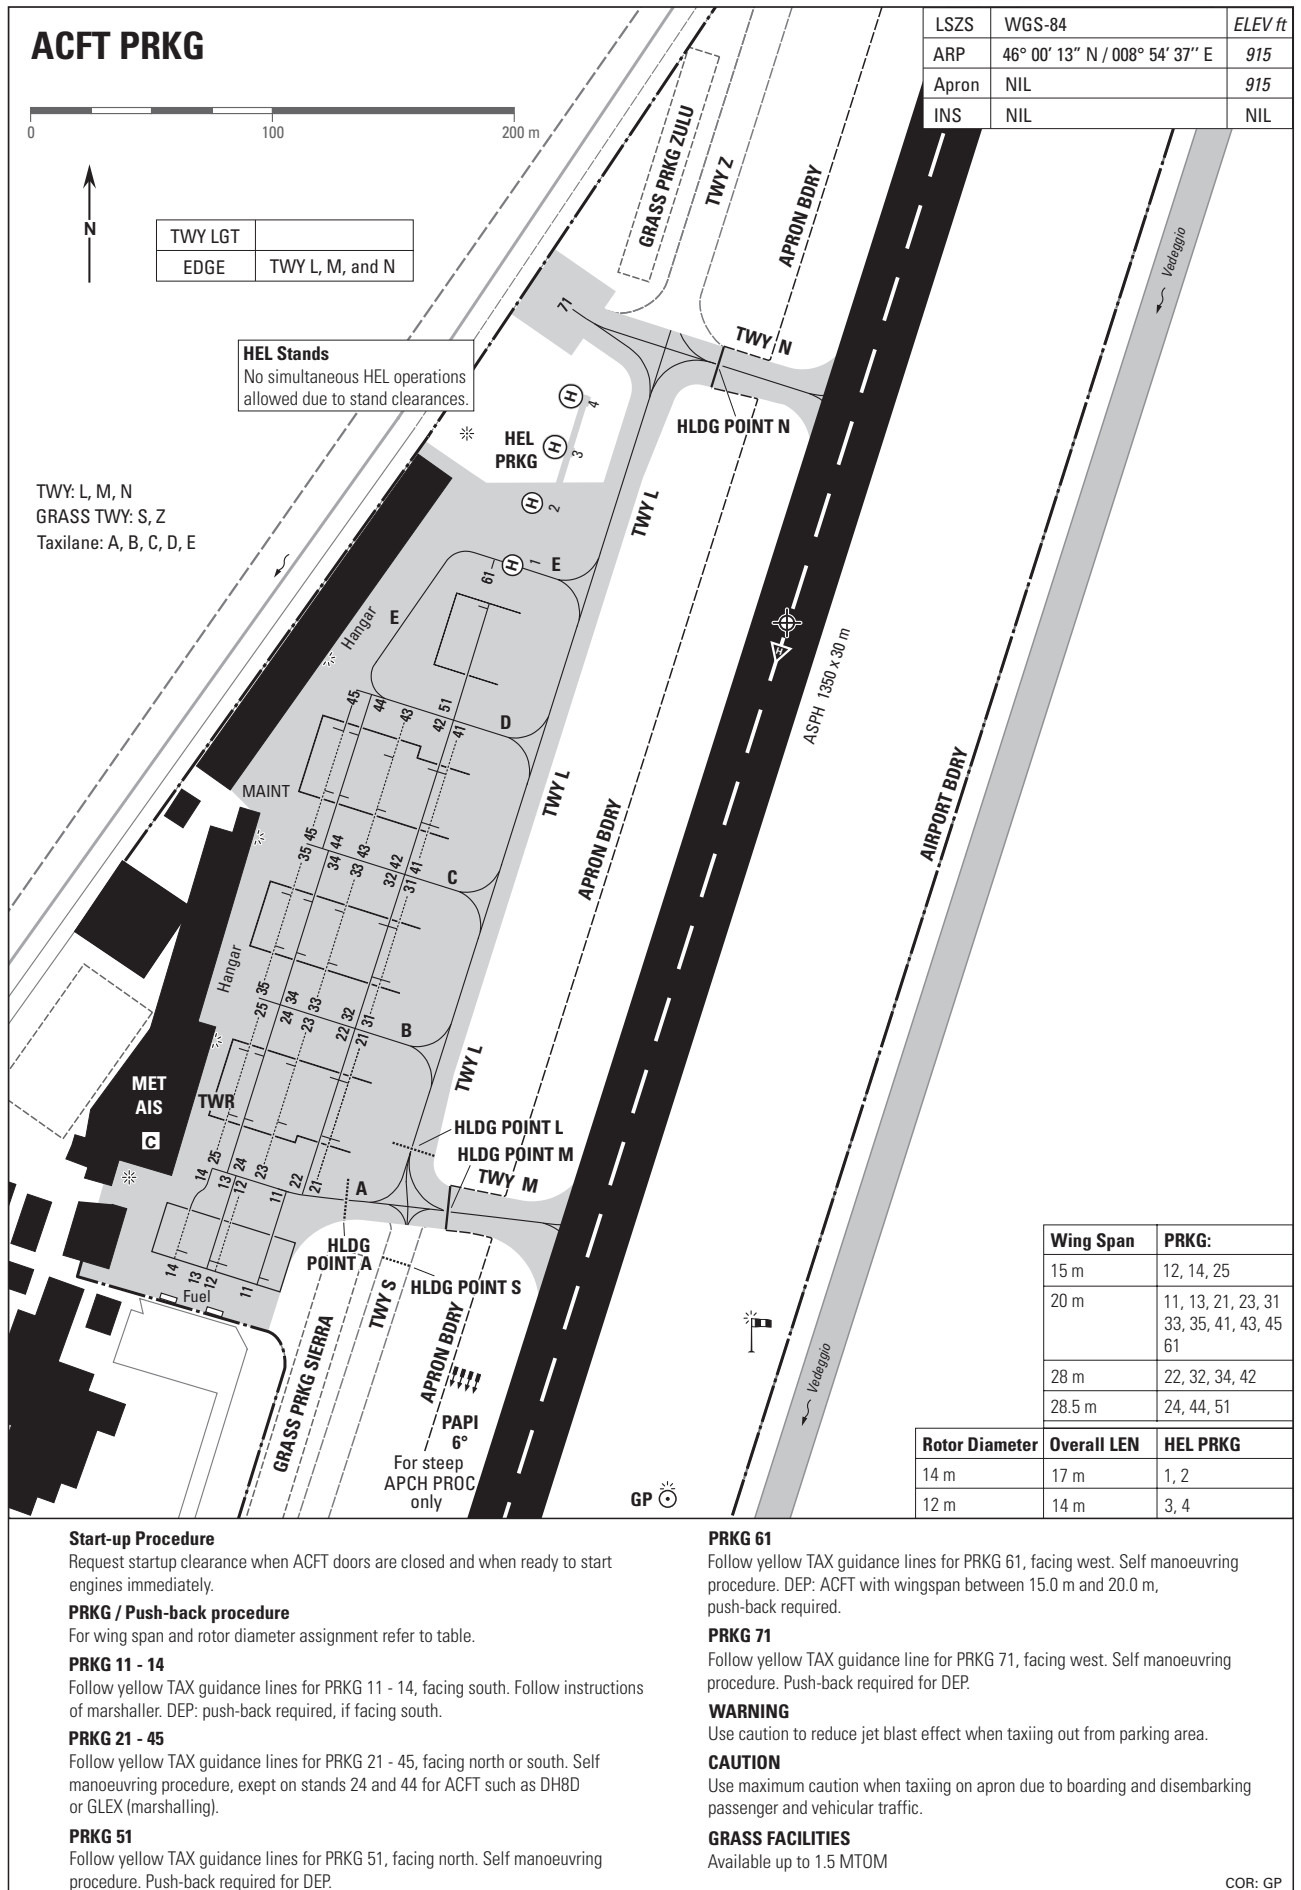 ACFT PRKG
LSZS WGS-84 ELEV ft
ARP 46° 00' 13" N / 008° 54' 37'' E 915
Apron NIL 915
INS NIL NIL
0 100 200 m
N
TWY LGT
EDGE TWY L, M, and N
GRASS PRKG ZULU
TWY Z
APRON BDRY
Vedeggio
71
TWY N
HEL Stands
No simultaneous HEL operations
allowed due to stand clearances.
H 4
HLDG POINT N
HEL
PRKG
H 3
H 2
TWY: L, M, N
GRASS TWY: S, Z
Taxilane: A, B, C, D, E
TWY L
61 H 1 E
E
Hangar
H
ASPH 1350 x 30 m
45 44 43 42 51 41 D
TWY L
MAINT
APRON BDRY
AIRPORT BDRY
45 44 43 42 41
35 34 33 32 31 C
Hangar
35 34 33 32 31
25 24 23 22 21 B
TWY L
MET
AIS
C
TWR
HLDG POINT L
HLDG POINT M
TWY M
25 24 23 22 21
14 13 12 11 A
HLDG
POINT A
HLDG POINT S
14 13 12 11
Fuel
TWY S
GRASS PRKG SIERRA
APRON BDRY
PAPI
6°
For steep
APCH PROC
only
GP
Vedeggio
Wing Span PRKG:
15 m 12, 14, 25
20 m 11, 13, 21, 23, 31
33, 35, 41, 43, 45
61
28 m 22, 32, 34, 42
28.5 m 24, 44, 51
Rotor Diameter Overall LEN HEL PRKG
14 m 17 m 1, 2
12 m 14 m 3, 4
Start-up Procedure
Request startup clearance when ACFT doors are closed and when ready to start
engines immediately.
PRKG / Push-back procedure
For wing span and rotor diameter assignment refer to table.
PRKG 11 - 14
Follow yellow TAX guidance lines for PRKG 11 - 14, facing south. Follow instructions
of marshaller. DEP: push-back required, if facing south.
PRKG 21 - 45
Follow yellow TAX guidance lines for PRKG 21 - 45, facing north or south. Self
manoeuvring procedure, exept on stands 24 and 44 for ACFT such as DH8D
or GLEX (marshalling).
PRKG 51
Follow yellow TAX guidance lines for PRKG 51, facing north. Self manoeuvring
procedure. Push-back required for DEP.
PRKG 61
Follow yellow TAX guidance lines for PRKG 61, facing west. Self manoeuvring
procedure. DEP: ACFT with wingspan between 15.0 m and 20.0 m,
push-back required.
PRKG 71
Follow yellow TAX guidance line for PRKG 71, facing west. Self manoeuvring
procedure. Push-back required for DEP.
WARNING
Use caution to reduce jet blast effect when taxiing out from parking area.
CAUTION
Use maximum caution when taxiing on apron due to boarding and disembarking
passenger and vehicular traffic.
GRASS FACILITIES
Available up to 1.5 MTOM
COR: GP